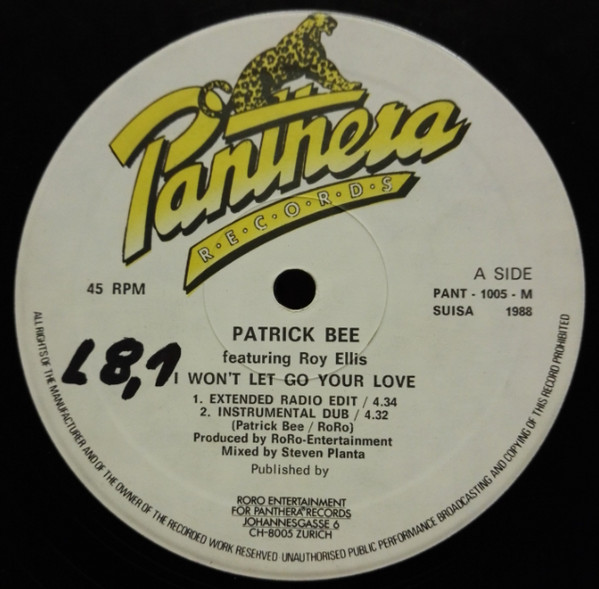 Panthera
R·E·C·O·R·D·S
45 RPM
A SIDE
PANT - 1005 - M
SUISA 1988
L8,1
PATRICK BEE
featuring Roy Ellis
I WON'T LET GO YOUR LOVE
1. EXTENDED RADIO EDIT / 4.34
2. INSTRUMENTAL DUB / 4.32
(Patrick Bee / RoRo)
Produced by RoRo-Entertainment
Mixed by Steven Planta
Published by
RORO ENTERTAINMENT
FOR PANTHERA RECORDS
JOHANNESGASSE 6
CH-8005 ZURICH
ALL RIGHTS OF THE MANUFACTURER AND OF THE OWNER OF THE RECORDED WORK RESERVED UNAUTHORISED PUBLIC PERFORMANCE BROADCASTING AND COPYING OF THIS RECORD PROHIBITED